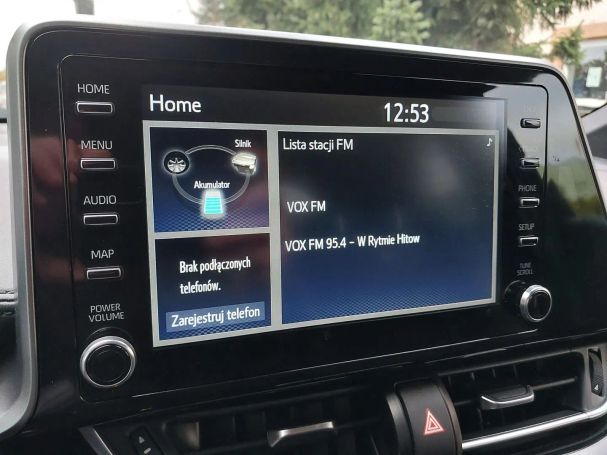 HOME
MENU
AUDIO
MAP
POWER
VOLUME
Home
12:53
Silnik
Akumulator
Brak podłączonych
telefonów.
Zarejestruj telefon
Lista stacji FM
VOX FM
VOX FM 95.4 - W Rytmie Hitow
PHONE
SETUP
TUNE
SCROLL